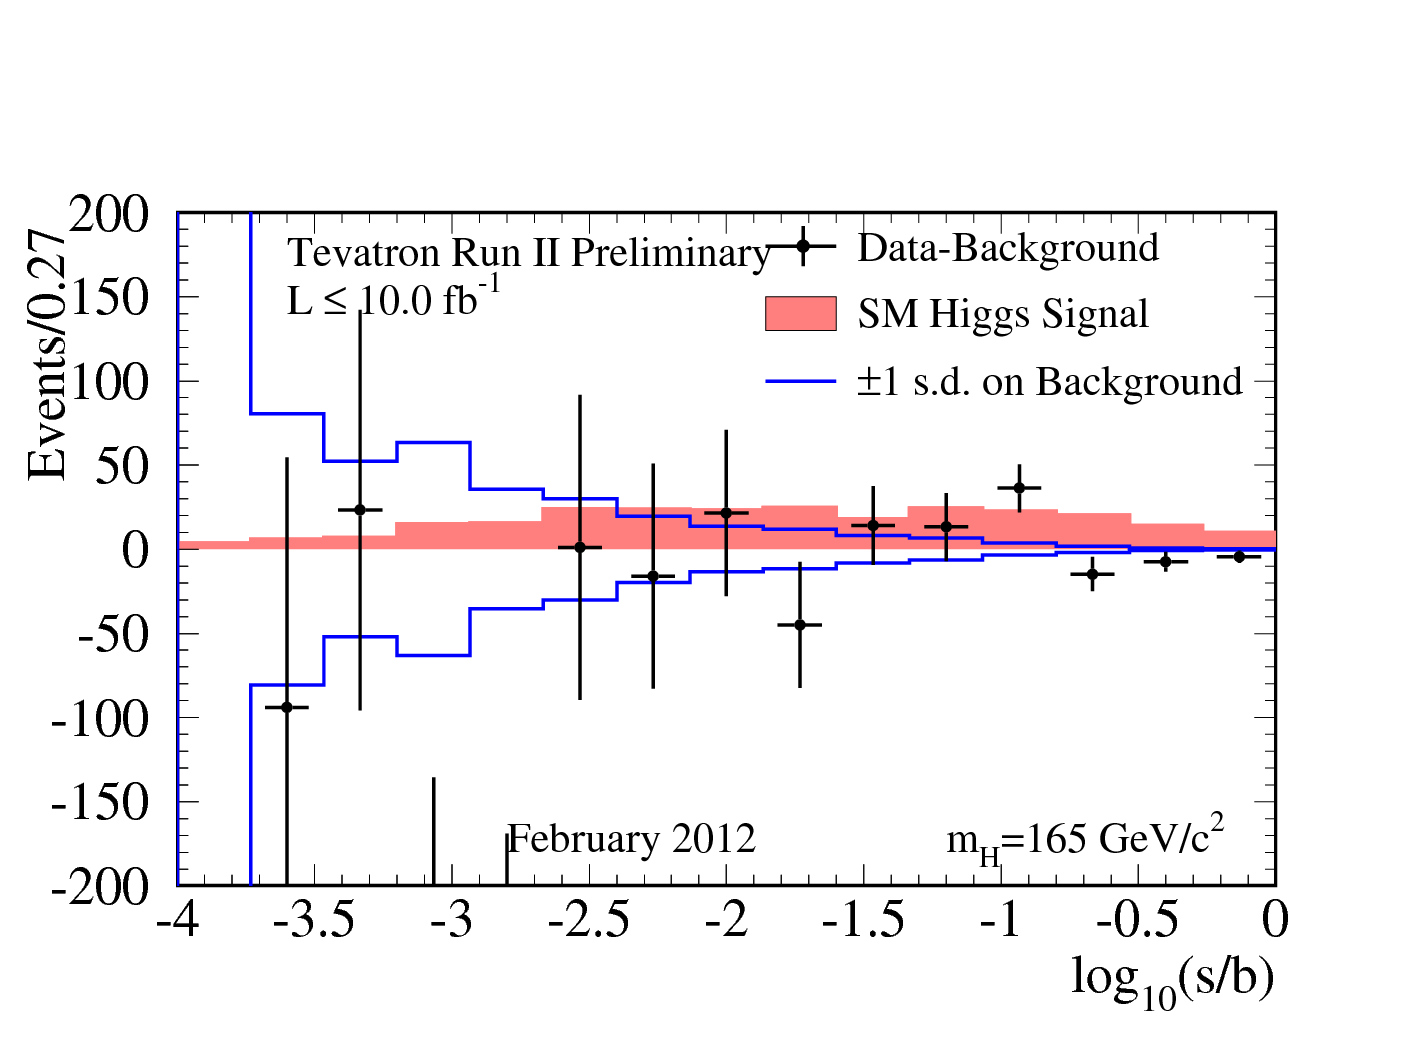 Events/0.27
200
150
100
50
0
-50
-100
-150
-200
Tevatron Run II Preliminary
L ≤ 10.0 fb⁻¹
Data-Background
SM Higgs Signal
±1 s.d. on Background
February 2012
m_H=165 GeV/c²
-4 -3.5 -3 -2.5 -2 -1.5 -1 -0.5 0
log₁₀(s/b)